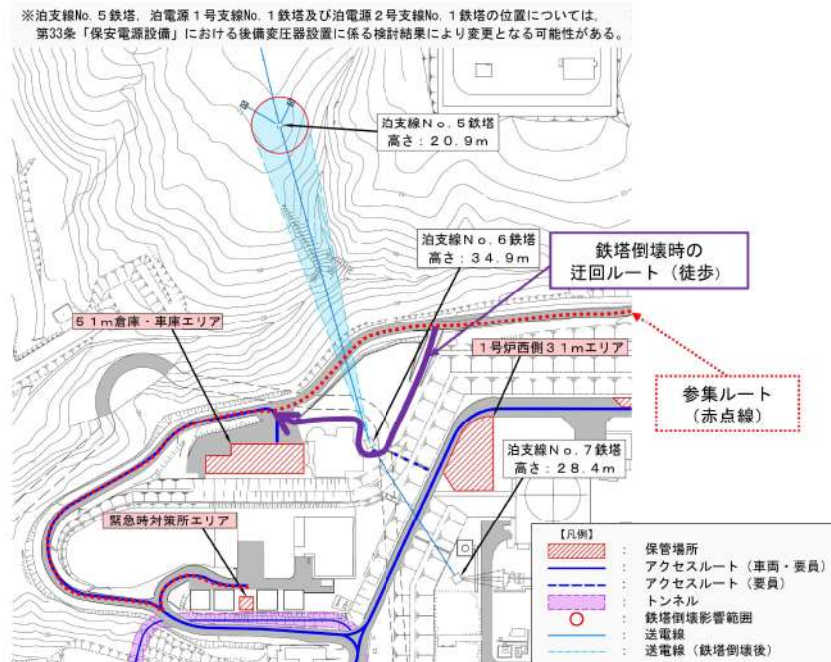 ※泊支線No.5鉄塔,泊電源1号支線No.1鉄塔及び泊電源2号支線No.1鉄塔の位置については,
第33条「保安電源設備」における後備変圧器設置に係る検討結果により変更となる可能性がある。
泊支線No.5鉄塔
高さ:20.9m
泊支線No.6鉄塔
高さ:34.9m
鉄塔倒壊時の
迂回ルート(徒歩)
51m倉庫・車庫エリア
1号炉西側31mエリア
参集ルート
(赤点線)
泊支線No.7鉄塔
高さ:28.4m
緊急時対策所エリア
【凡例】
: 保管場所
: アクセスルート(車両・要員)
: アクセスルート(要員)
: トンネル
: 鉄塔倒壊影響範囲
: 送電線
: 送電線(鉄塔倒壊後)